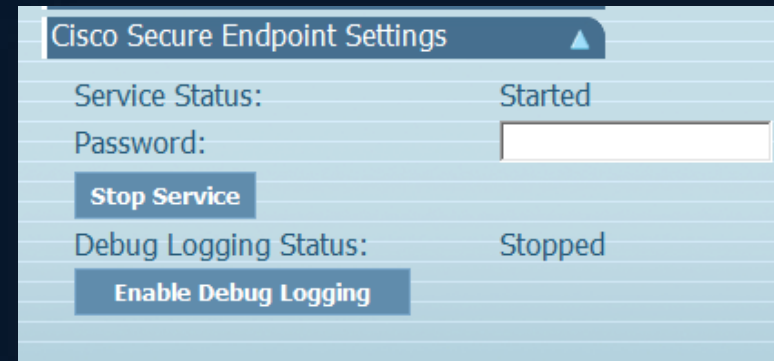 Cisco Secure Endpoint Settings
Service Status: Started
Password:
Stop Service
Debug Logging Status: Stopped
Enable Debug Logging